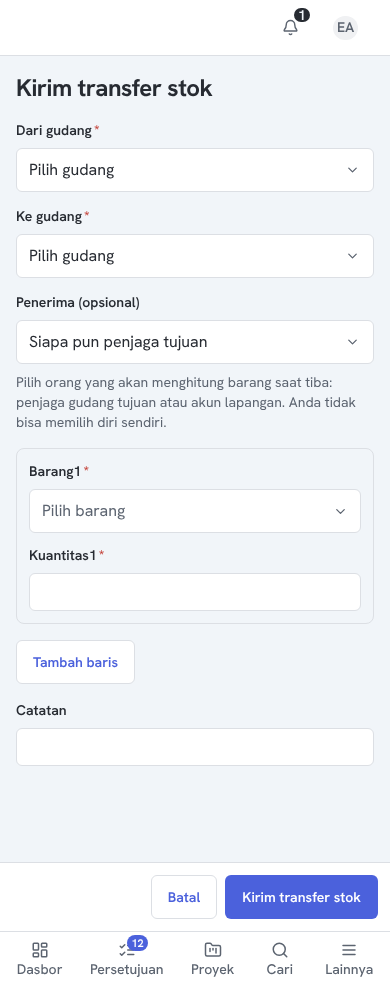 1
EA
Kirim transfer stok
Dari gudang*
Pilih gudang
Ke gudang*
Pilih gudang
Penerima (opsional)
Siapa pun penjaga tujuan
Pilih orang yang akan menghitung barang saat tiba:
penjaga gudang tujuan atau akun lapangan. Anda tidak
bisa memilih diri sendiri.
Barang1*
Pilih barang
Kuantitas1*
Tambah baris
Catatan
Batal
Kirim transfer stok
12
Dasbor
Persetujuan
Proyek
Cari
Lainnya